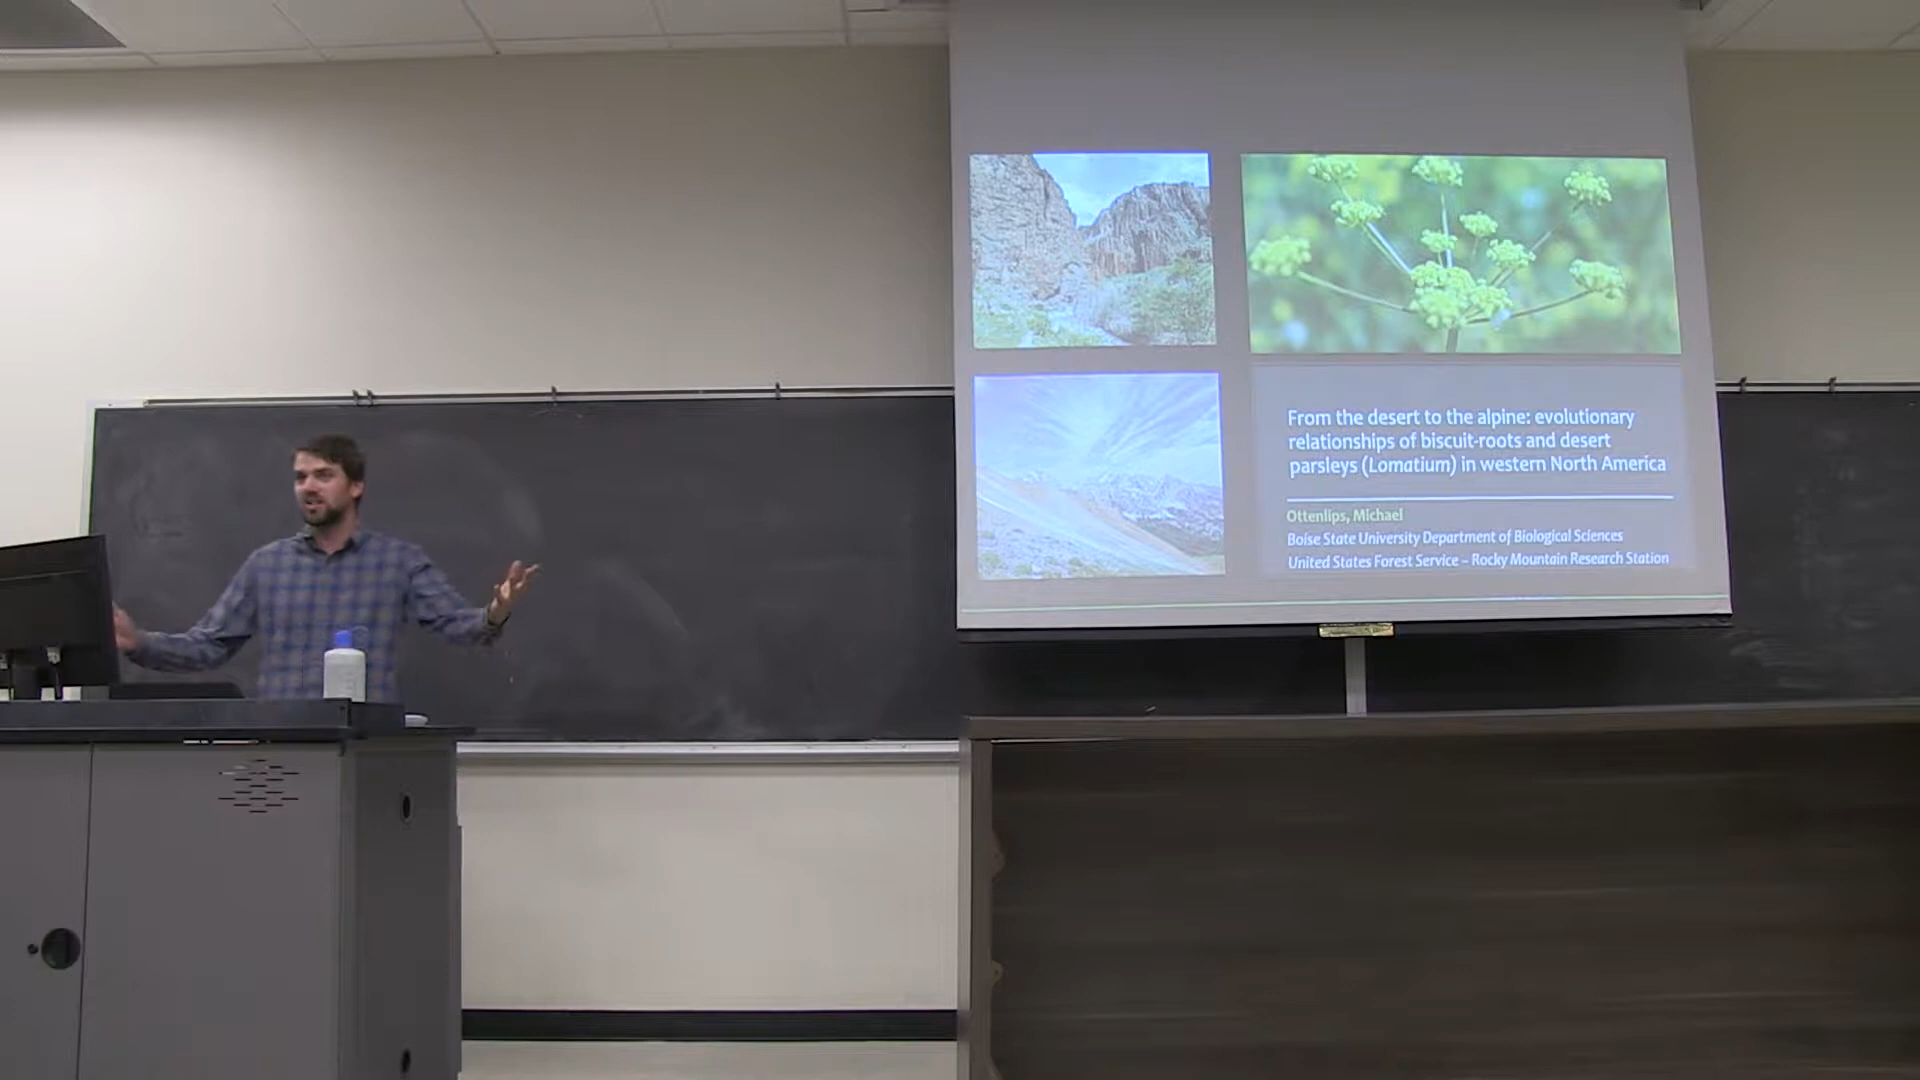 From the desert to the alpine: evolutionary
relationships of biscuit-roots and desert
parsleys (Lomatium) in western North America
Ottenlips, Michael
Boise State University Department of Biological Sciences
United States Forest Service – Rocky Mountain Research Station